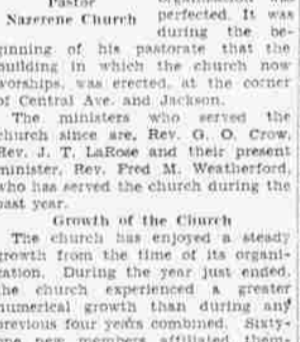 Pastor
Nazerene Church
perfected. It was
during the be-
ginning of his pastorate that the
building in which the church now
worships, was erected, at the corner
of Central Ave. and Jackson.
The ministers who served the
church since are, Rev. G. O. Crow,
Rev. J. T. LaRose and their present
minister, Rev. Fred M. Weatherford,
who has served the church during the
past year.
Growth of the Church
The church has enjoyed a steady
growth from the time of its organi-
zation. During the year just ended,
the church experienced a greater
numerical growth than during any
previous four years combined. Sixty-
one new members affiliated them-